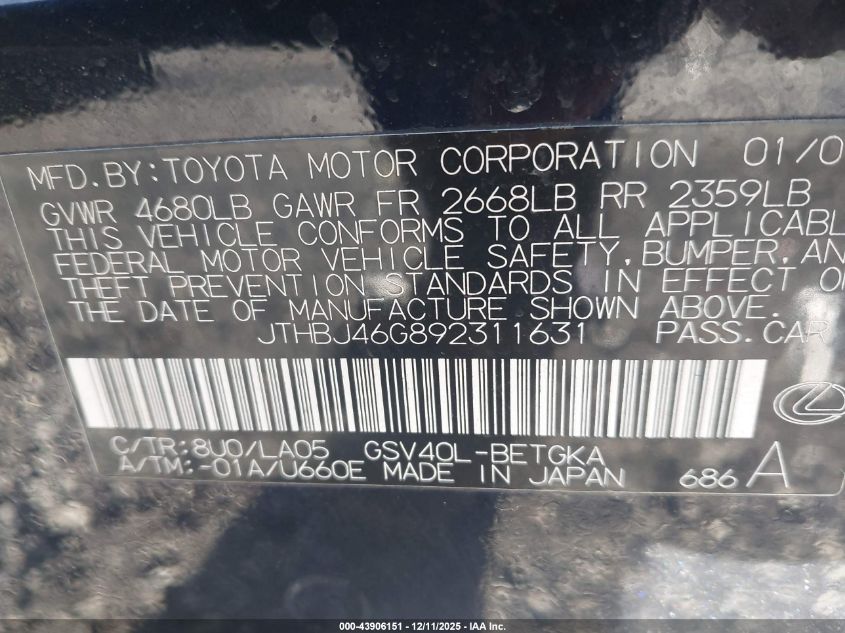 MFD.BY:TOYOTA MOTOR CORPORATION 01/0
GVWR 4680LB GAWR FR 2668LB RR 2359LB
THIS VEHICLE CONFORMS TO ALL APPLICABL
FEDERAL MOTOR VEHICLE SAFETY, BUMPER, AN
THEFT PREVENTION STANDARDS IN EFFECT O
THE DATE OF MANUFACTURE SHOWN ABOVE.
JTHBJ46G892311631 PASS.CAR
C/TR:8U0/LA05 GSV40L-BETGKA
A/TM:-01A/U660E MADE IN JAPAN 686 A
000-43906151 - 12/11/2025 - #XWN_CREW_IN